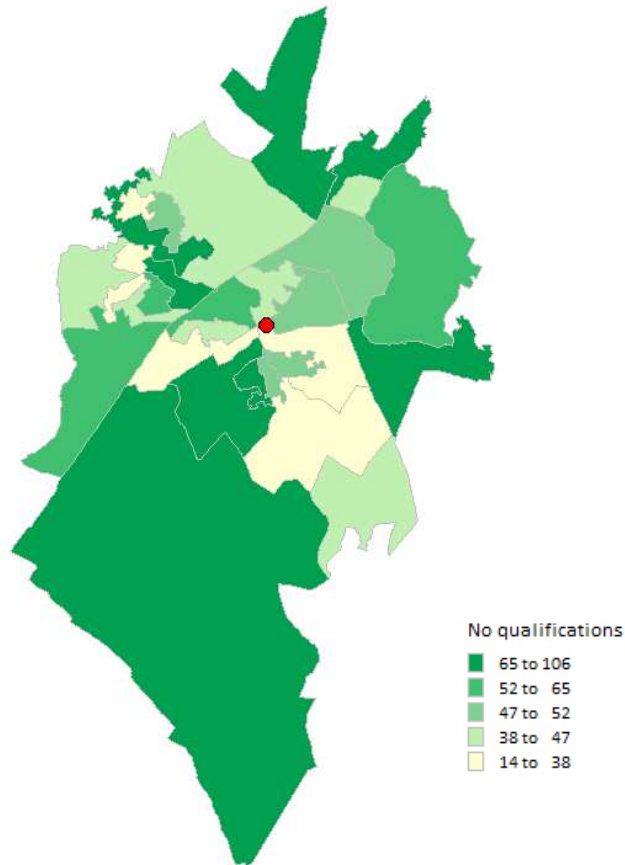 No qualifications
65 to 106
52 to 65
47 to 52
38 to 47
14 to 38